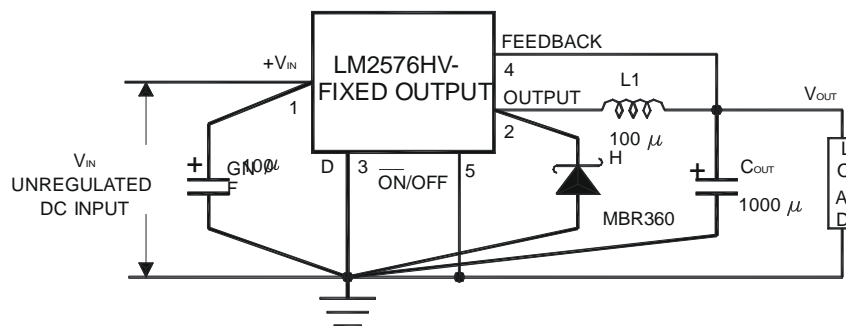 FEEDBACK
+VIN
LM2576HV-
4
L1
FIXED OUTPUT
OUTPUT
VOUT
1
2
100 μ
H
VIN
UNREGULATED
DC INPUT
+
100μ
F
D
3
ON/OFF
5
+
COUT
1000 μ
MBR360
L
O
A
D